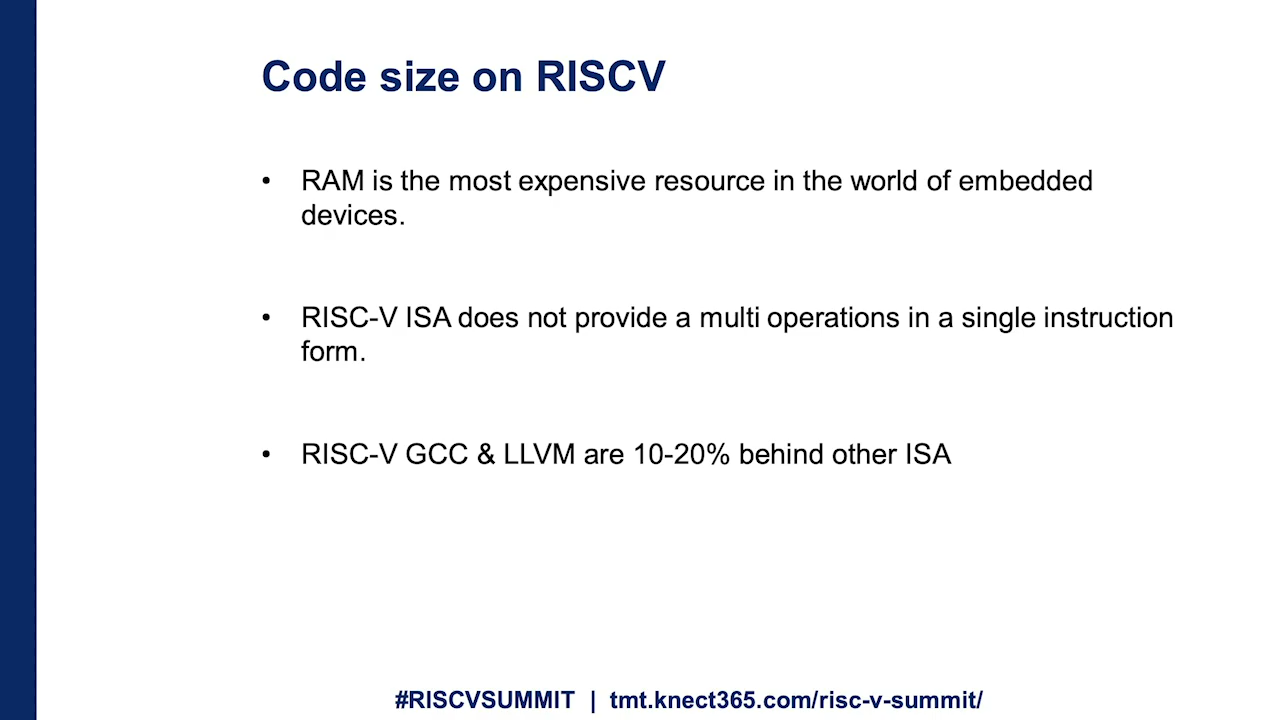 Code size on RISCV
• RAM is the most expensive resource in the world of embedded
devices.
• RISC-V ISA does not provide a multi operations in a single instruction
form.
• RISC-V GCC & LLVM are 10-20% behind other ISA
#RISCVSUMMIT | tmt.knect365.com/risc-v-summit/